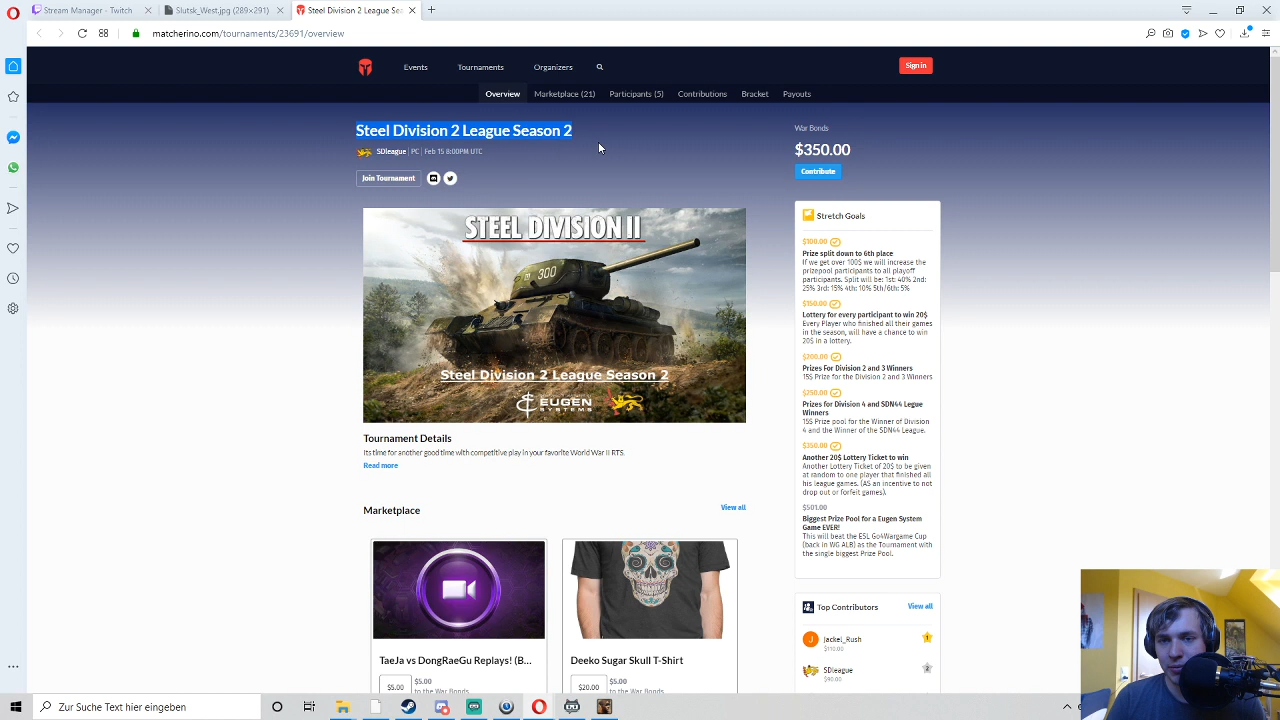 Stream Manager - Twitch
Slutsk_West.jpg (289×291)
Steel Division 2 League Sea
matcherino.com/tournaments/23691/overview
Events
Tournaments
Organizers
Sign in
Overview
Marketplace (21)
Participants (5)
Contributions
Bracket
Payouts
Steel Division 2 League Season 2
SDleague | PC | Feb 15 8:00PM UTC
Join Tournament
War Bonds
$350.00
Contribute
STEEL DIVISION II
300
Steel Division 2 League Season 2
EUGEN
SYSTEMS
Tournament Details
Its time for another good time with competitive play in your favorite World War II RTS.
Read more
Marketplace
View all
TaeJa vs DongRaeGu Replays! (B...
$5.00
$5.00
to the War Bonds
Deeko Sugar Skull T-Shirt
$20.00
$5.00
to the War Bonds
Stretch Goals
$100.00
Prize split down to 6th place
If we get over 100$ we will increase the
prizepool participants to all playoff
participants. Split will be: 1st: 40% 2nd:
25% 3rd: 15% 4th: 10% 5th/6th: 5%
$150.00
Lottery for every participant to win 20$
Every Player who finished all their games
in the season, will have a chance to win
20$ in a lottery.
$200.00
Prizes For Division 2 and 3 Winners
15$ Prize for the Division 2 and 3 Winners
$250.00
Prizes for Division 4 and SDN44 Legue
Winners
15$ Prize pool for the Winner of Division
4 and the Winner of the SDN44 League.
$350.00
Another 20$ Lottery Ticket to win
Another Lottery Ticket of 20$ to be given
at random to one player that finished all
his league games. (AS an incentive to not
drop out or forfeit games).
$501.00
Biggest Prize Pool for a Eugen System
Game EVER!
This will beat the ESL Go4Wargame Cup
(back in WG ALB) as the Tournament with
the single biggest Prize Pool.
Top Contributors
View all
J
Jackel_Rush
$110.00
1
SDleague
$90.00
2
Zur Suche Text hier eingeben